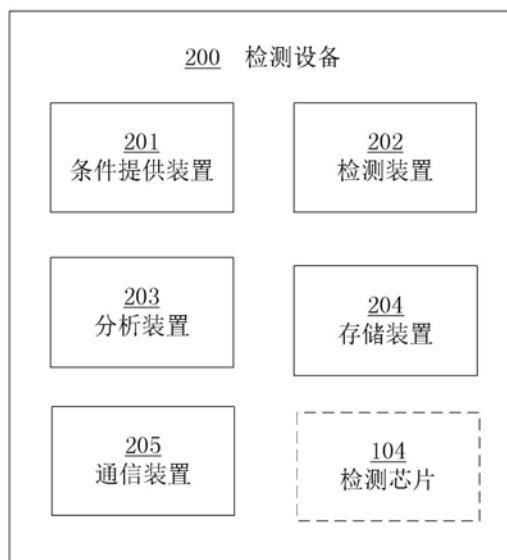 200 检测设备
201
条件提供装置
202
检测装置
203
分析装置
204
存储装置
205
通信装置
104
检测芯片